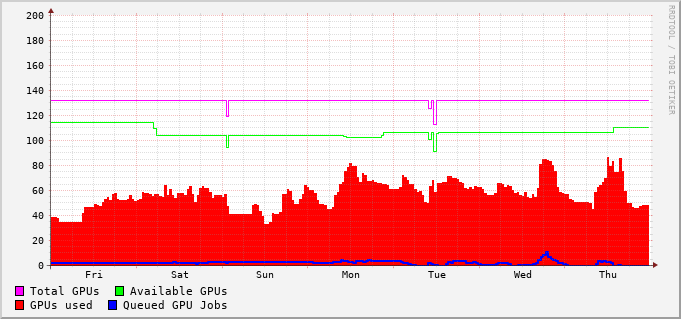 200
180
160
140
120
100
80
60
40
20
0
Fri Sat Sun Mon Tue Wed Thu
Total GPUs Available GPUs
GPUs used Queued GPU Jobs
RRDTOOL / TOBI OETIKER